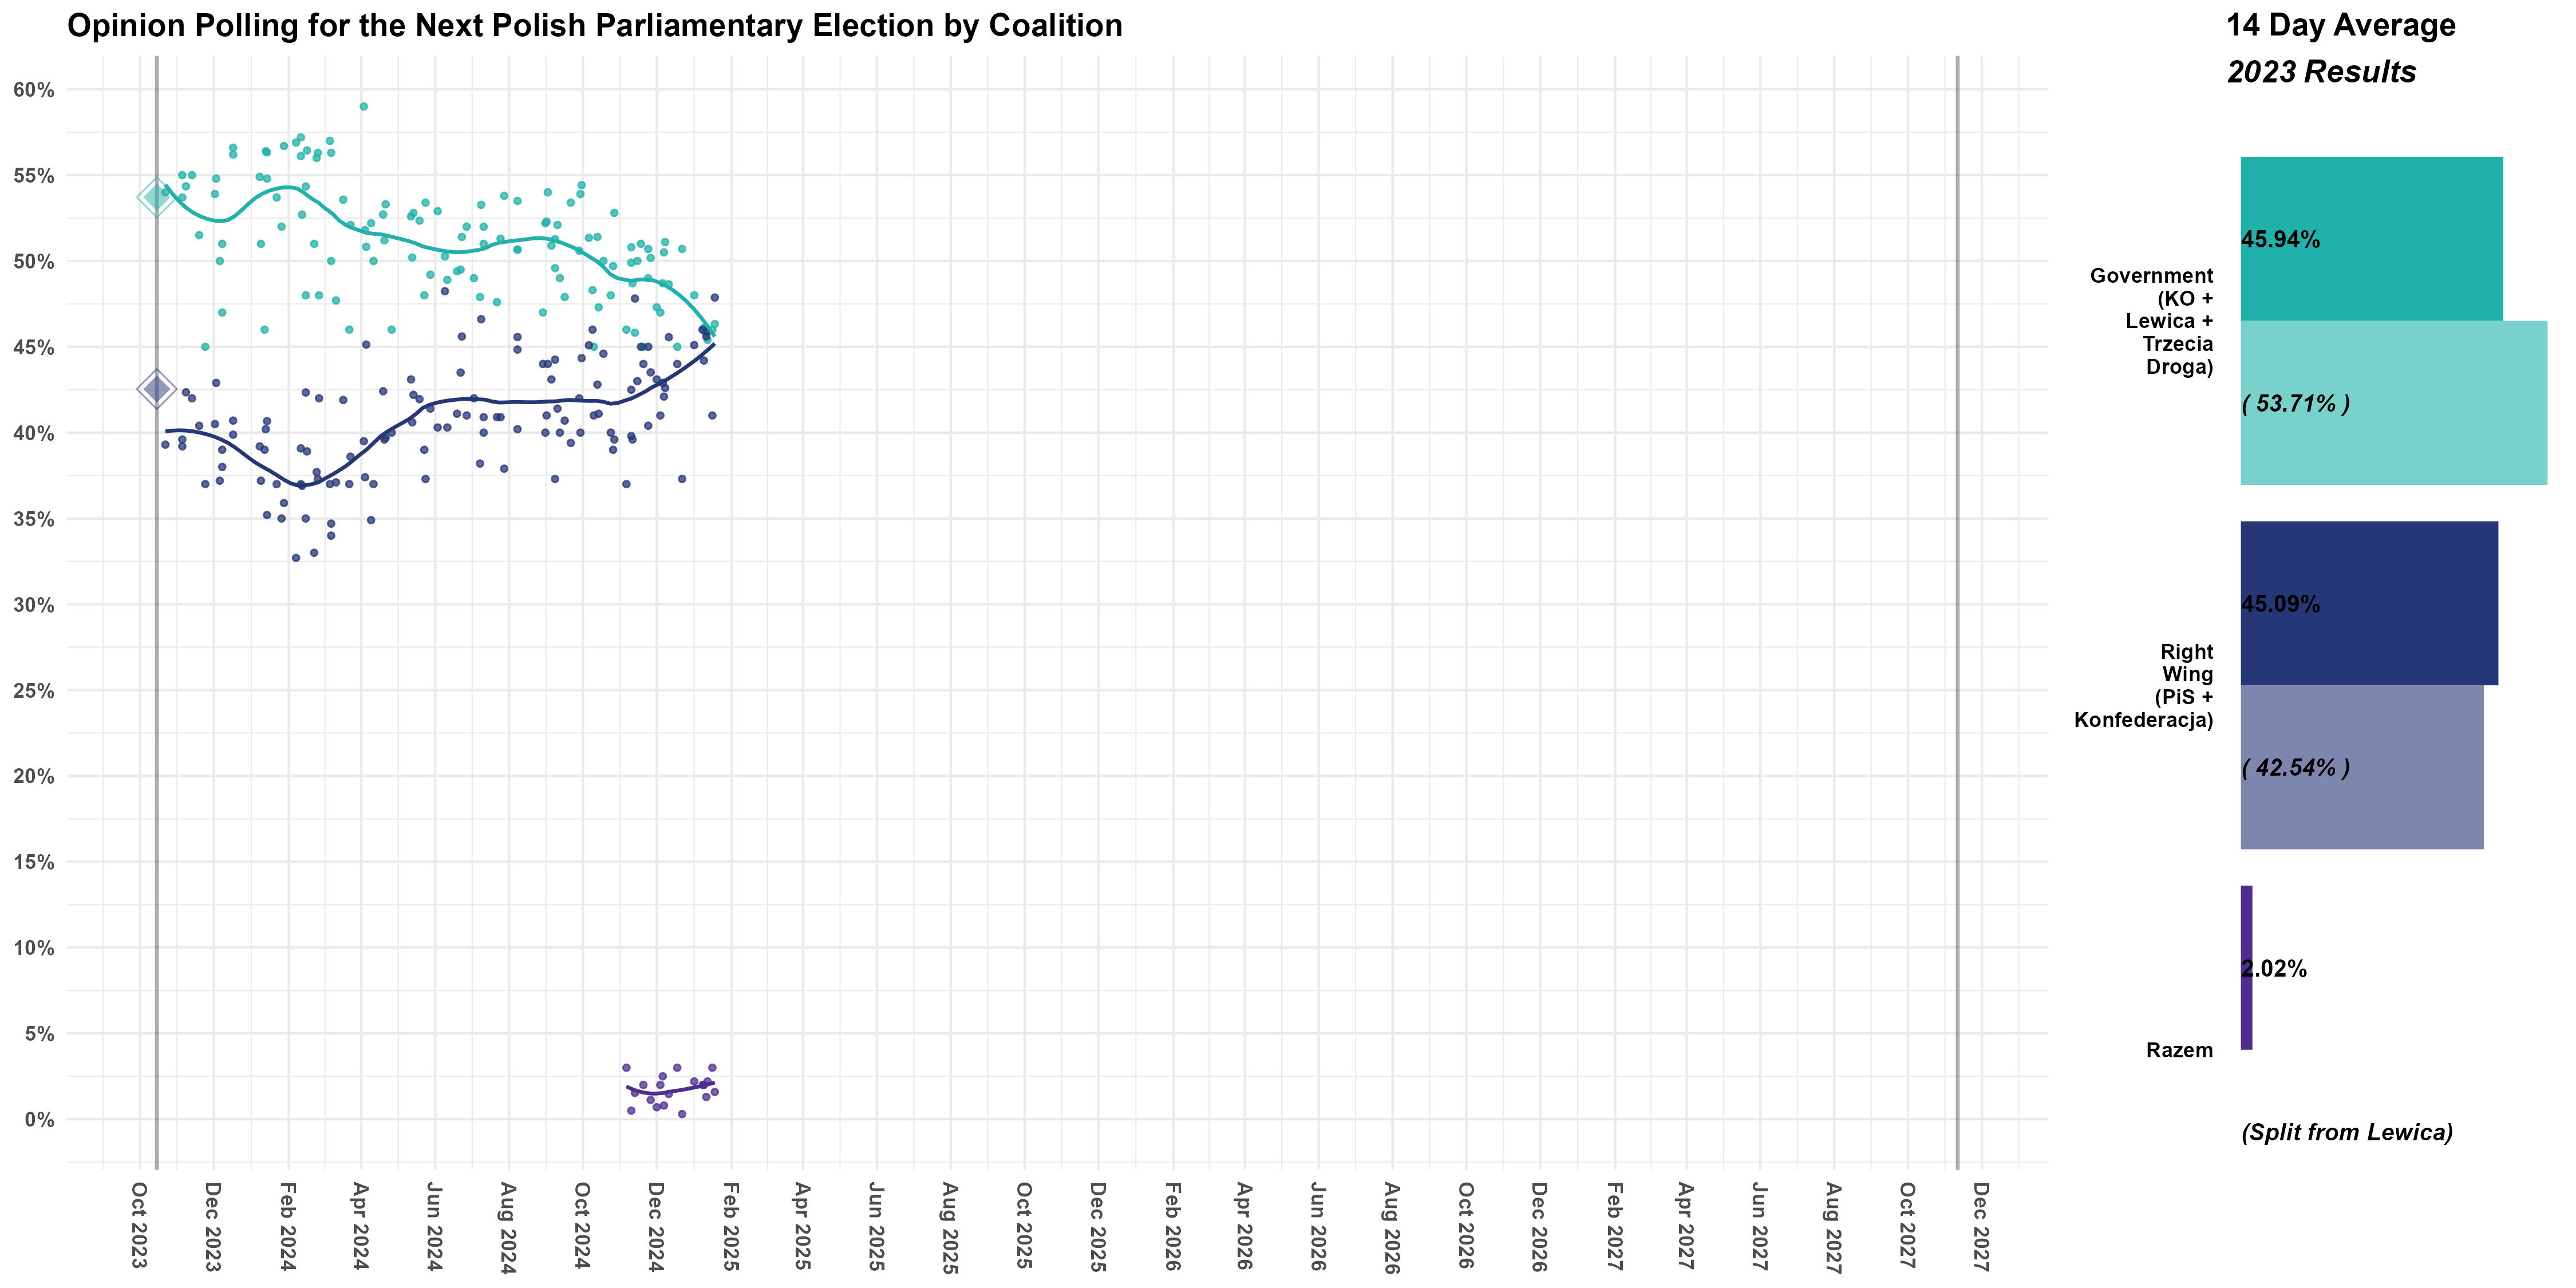 Opinion Polling for the Next Polish Parliamentary Election by Coalition
60%
55%
50%
45%
40%
35%
30%
25%
20%
15%
10%
5%
0%
Oct 2023
Dec 2023
Feb 2024
Apr 2024
Jun 2024
Aug 2024
Oct 2024
Dec 2024
Feb 2025
Apr 2025
Jun 2025
Aug 2025
Oct 2025
Dec 2025
Feb 2026
Apr 2026
Jun 2026
Aug 2026
Oct 2026
Dec 2026
Feb 2027
Apr 2027
Jun 2027
Aug 2027
Oct 2027
Dec 2027
14 Day Average
2023 Results
Government
(KO +
Lewica +
Trzecia
Droga)
45.94%
( 53.71% )
Right
Wing
(PiS +
Konfederacja)
45.09%
( 42.54% )
Razem
2.02%
(Split from Lewica)